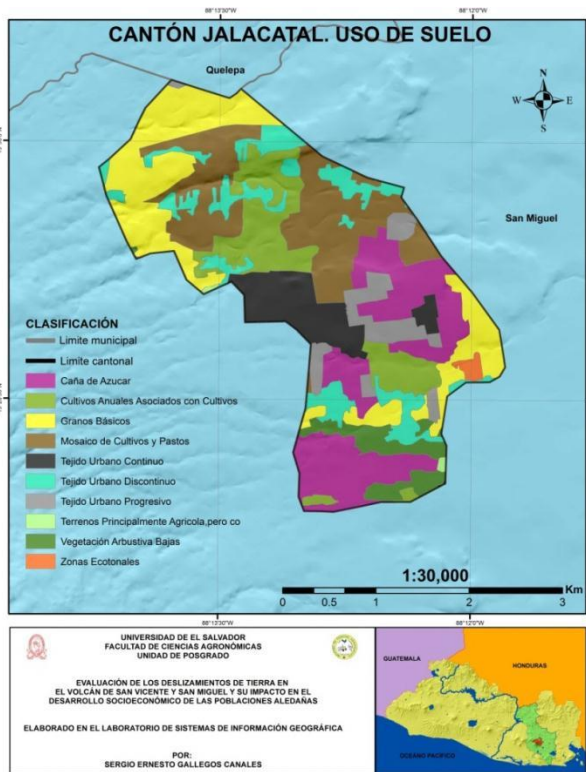 88°13'30"W
88°12'0"W
CANTÓN JALACATAL. USO DE SUELO
Quelepa
N
W
E
S
San Miguel
CLASIFICACIÓN
Limite municipal
Limite cantonal
Caña de Azucar
Cultivos Anuales Asociados con Cultivos
Granos Básicos
Mosaico de Cultivos y Pastos
Tejido Urbano Continuo
Tejido Urbano Discontinuo
Tejido Urbano Progresivo
Terrenos Principalmente Agricola,pero co
Vegetación Arbustiva Bajas
Zonas Ecotonales
1:30,000
Km
0 0.5 1 2 3
88°13'30"W
88°12'0"W
UNIVERSIDAD DE EL SALVADOR
FACULTAD DE CIENCIAS AGRONÓMICAS
UNIDAD DE POSGRADO
EVALUACIÓN DE LOS DESLIZAMIENTOS DE TIERRA EN
EL VOLCÁN DE SAN VICENTE Y SAN MIGUEL Y SU IMPACTO EN EL
DESARROLLO SOCIOECONÓMICO DE LAS POBLACIONES ALEDAÑAS
ELABORADO EN EL LABORATORIO DE SISTEMAS DE INFORMACIÓN GEOGRÁFICA
POR:
SERGIO ERNESTO GALLEGOS CANALES
GUATEMALA
HONDURAS
OCEANO PACÍFICO